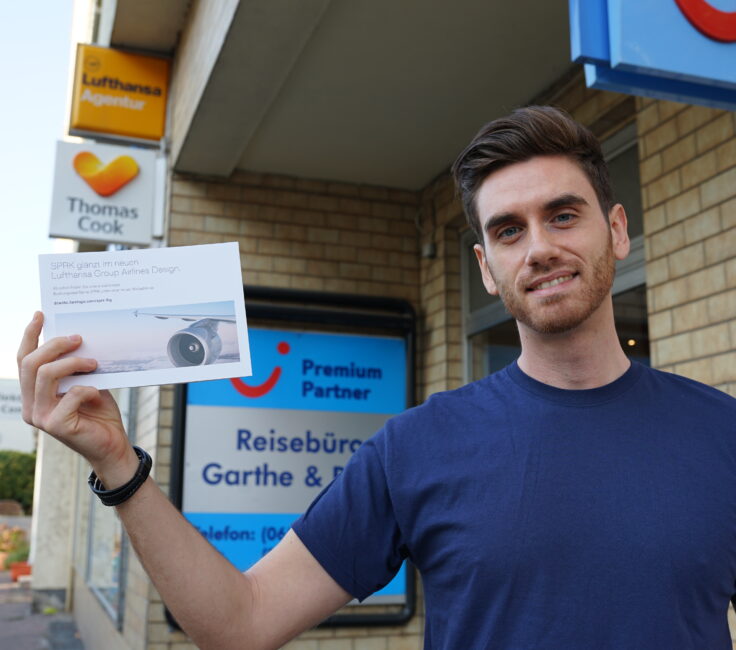 Lufthansa
Agentur
Thomas
Cook
SPRK glänzt im neuen
Lufthansa Group Airlines Design.
Premium
Partner
Reisebüro
Garthe &
Telefon: (06